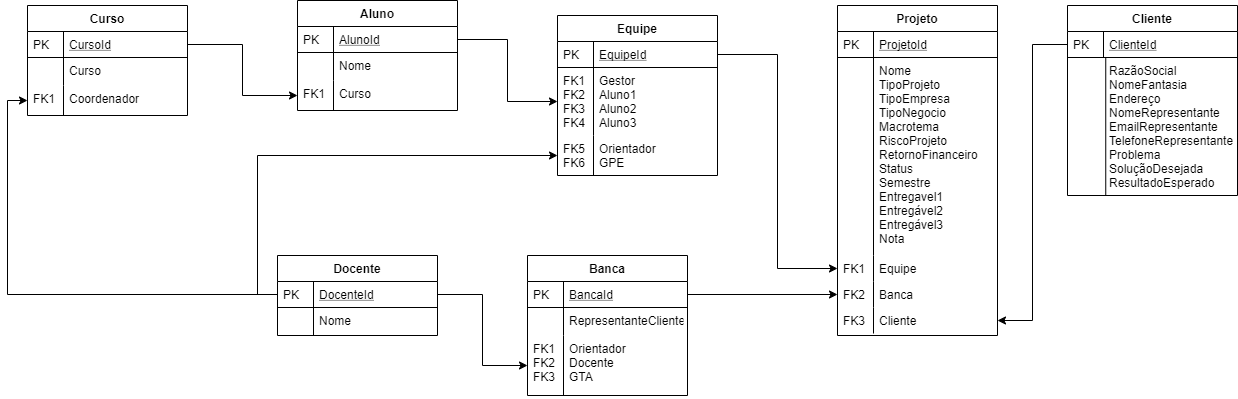 Curso
PK CursoId
Curso
FK1 Coordenador
Aluno
PK AlunoId
Nome
FK1 Curso
Equipe
PK EquipeId
FK1 Gestor
FK2 Aluno1
FK3 Aluno2
FK4 Aluno3
FK5 Orientador
FK6 GPE
Projeto
PK ProjetoId
Nome
TipoProjeto
TipoEmpresa
TipoNegocio
Macrotema
RiscoProjeto
RetornoFinanceiro
Status
Semestre
Entregavel1
Entregável2
Entregável3
Nota
FK1 Equipe
FK2 Banca
FK3 Cliente
Cliente
PK ClienteId
RazãoSocial
NomeFantasia
Endereço
NomeRepresentante
EmailRepresentante
TelefoneRepresentante
Problema
SoluçãoDesejada
ResultadoEsperado
Docente
PK DocenteId
Nome
Banca
PK BancaId
RepresentanteCliente
FK1 Orientador
FK2 Docente
FK3 GTA